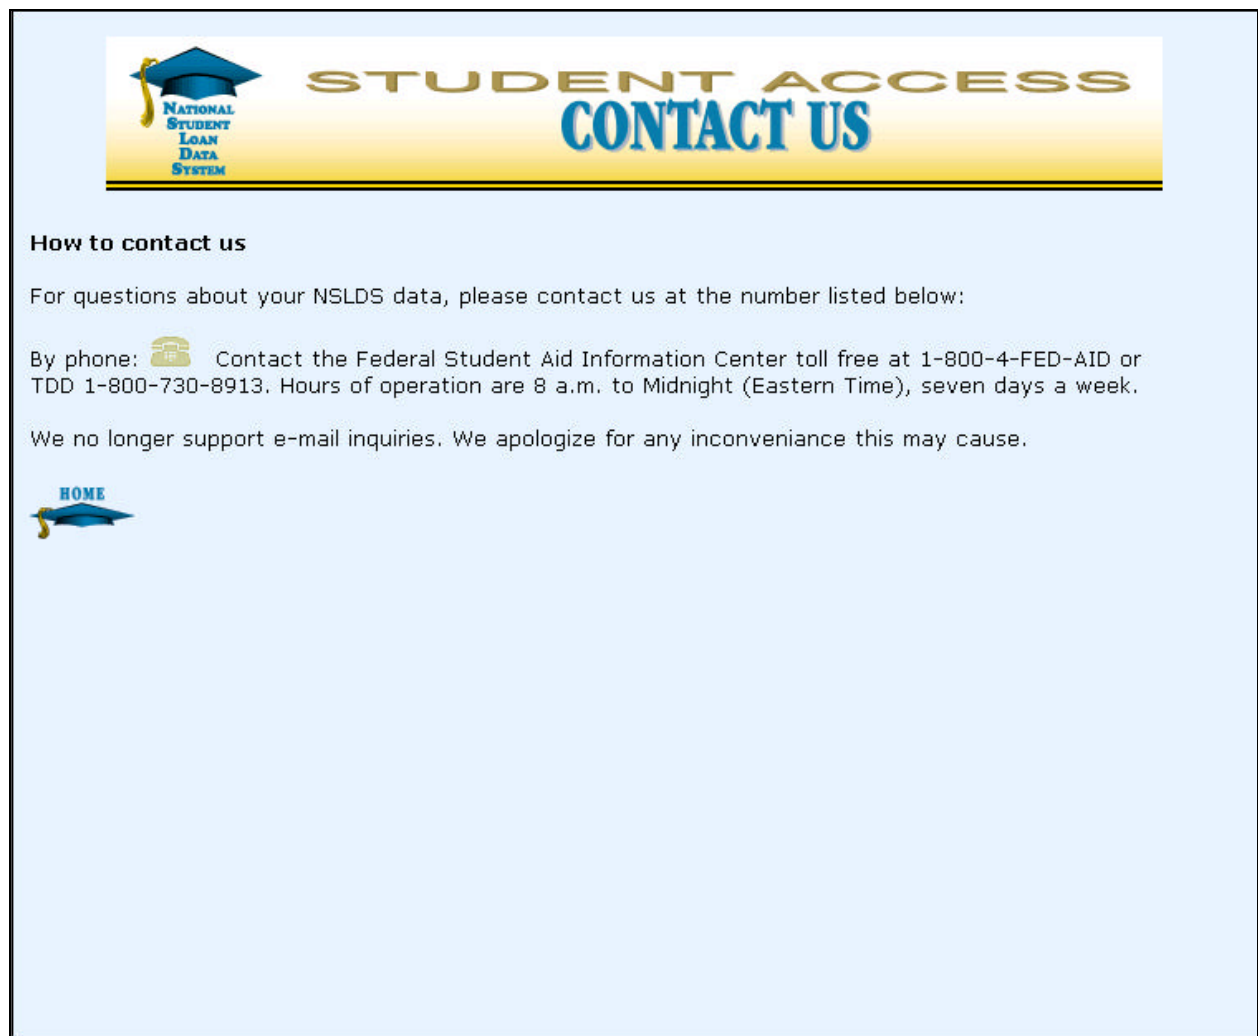 NATIONAL
STUDENT
LOAN
DATA
SYSTEM
STUDENT ACCESS
CONTACT US
How to contact us
For questions about your NSLDS data, please contact us at the number listed below:
By phone: Contact the Federal Student Aid Information Center toll free at 1-800-4-FED-AID or
TDD 1-800-730-8913. Hours of operation are 8 a.m. to Midnight (Eastern Time), seven days a week.
We no longer support e-mail inquiries. We apologize for any inconveniance this may cause.
HOME